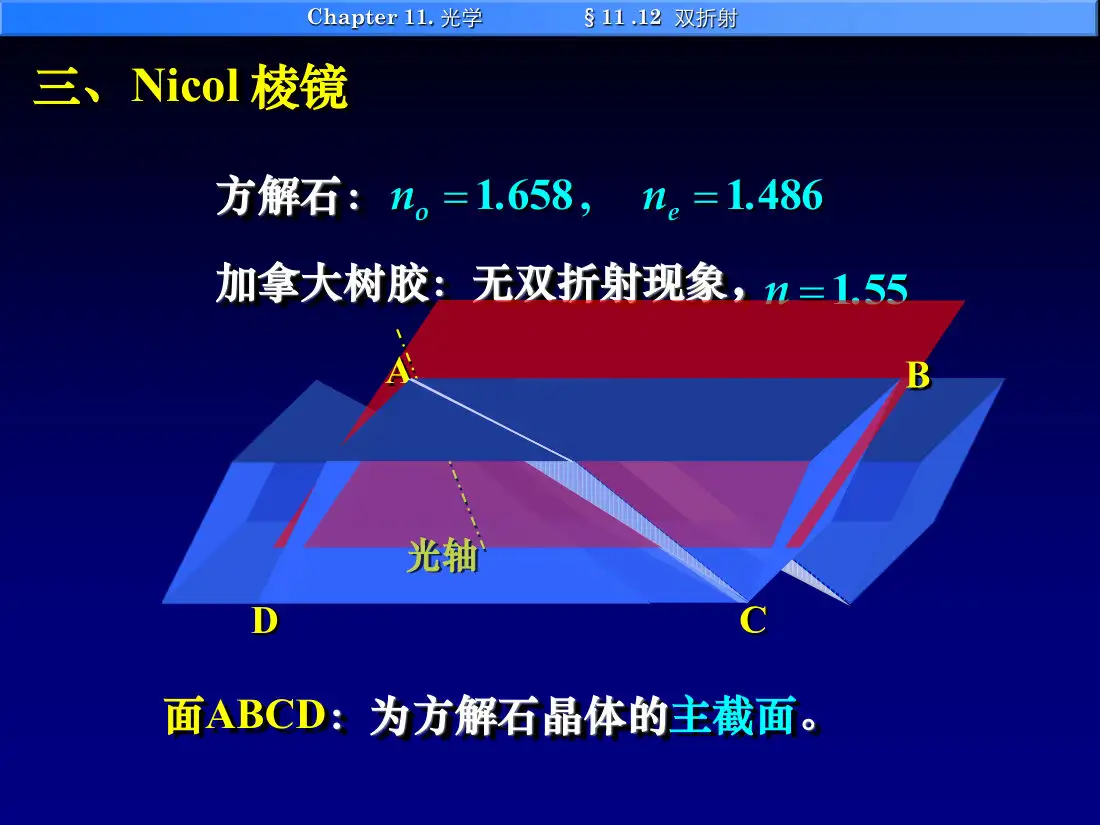 Chapter 11. 光学 §11 .12 双折射
三、Nicol 棱镜
方解石： n_o = 1.658 , n_e = 1.486
加拿大树胶：无双折射现象，n = 1.55
A
B
光轴
D
C
面ABCD：为方解石晶体的主截面。